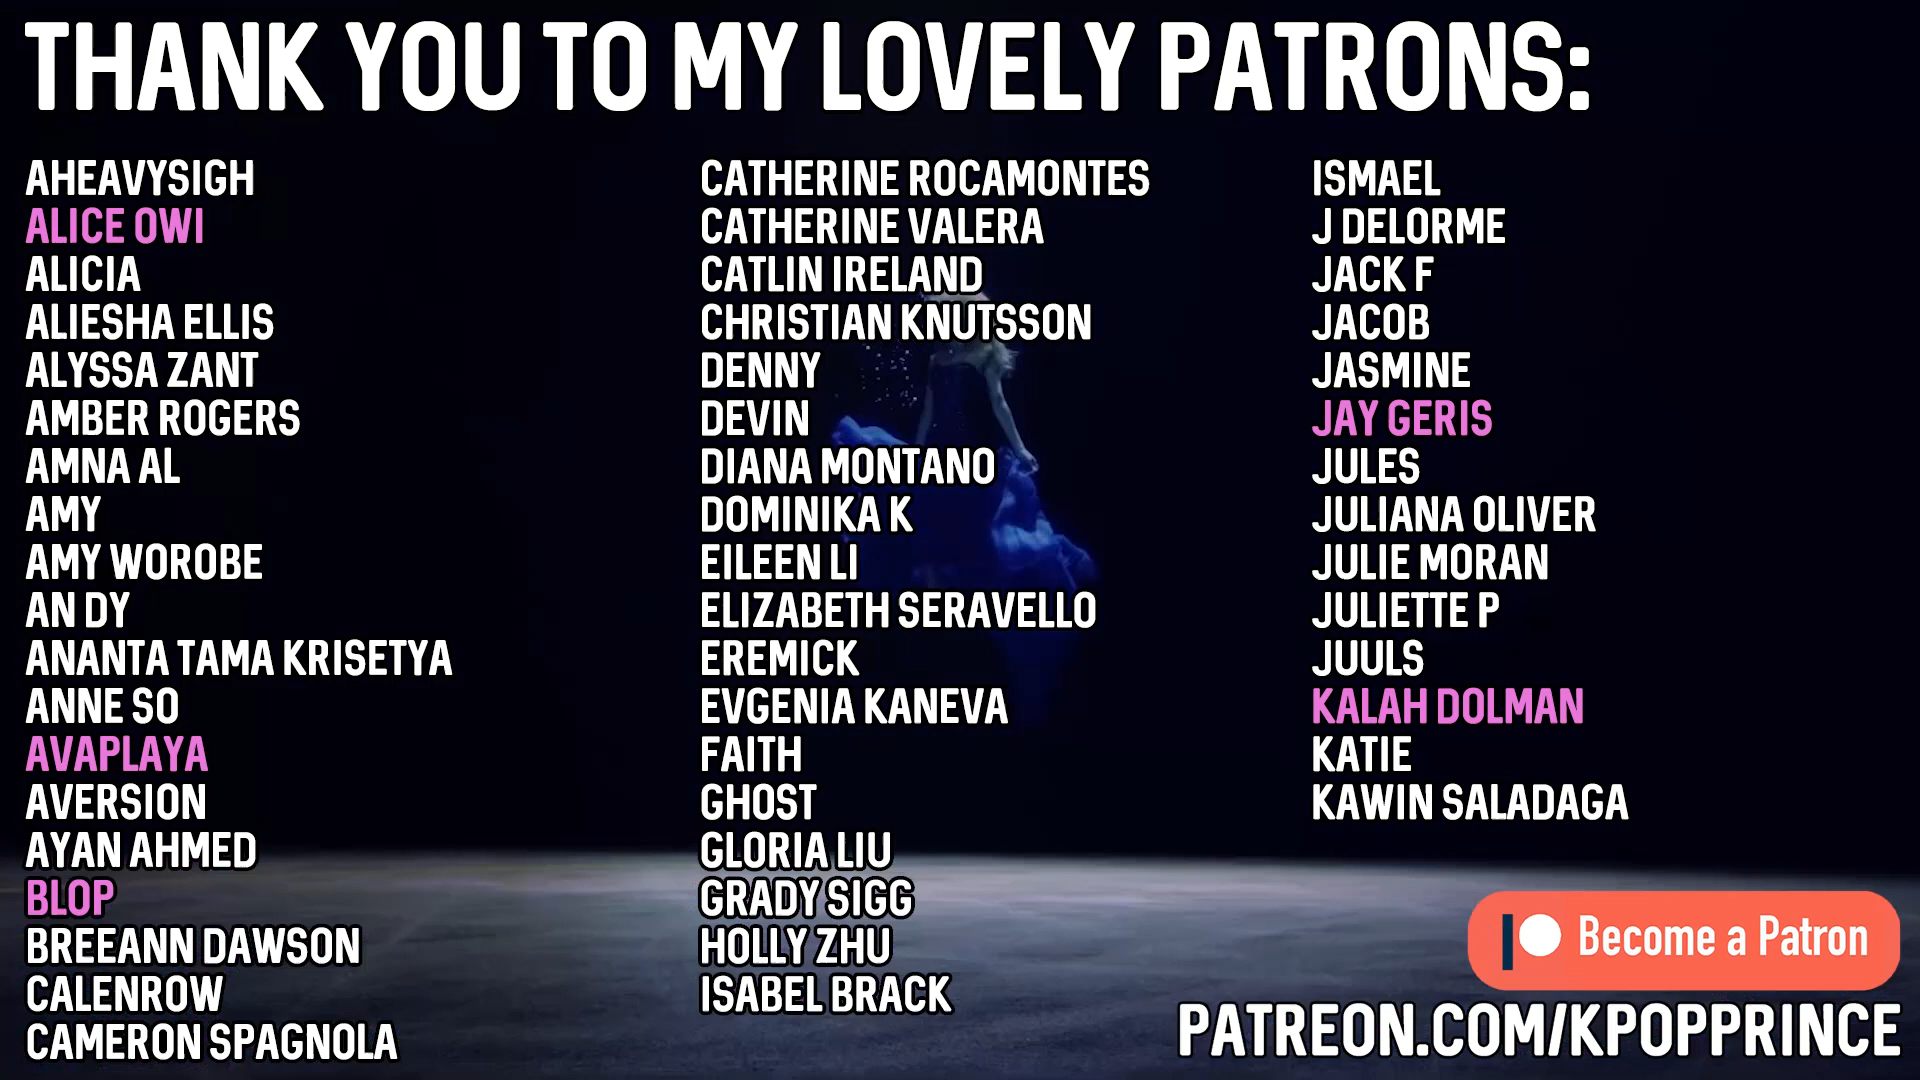 THANK YOU TO MY LOVELY PATRONS:
AHEAVYSIGH
ALICE OWI
ALICIA
ALIESHA ELLIS
ALYSSA ZANT
AMBER ROGERS
AMNA AL
AMY
AMY WOROBE
AN DY
ANANTA TAMA KRISETYA
ANNE SO
AVAPLAYA
AVERSION
AYAN AHMED
BLOP
BREEANN DAWSON
CALENROW
CAMERON SPAGNOLA
CATHERINE ROCAMONTES
CATHERINE VALERA
CATLIN IRELAND
CHRISTIAN KNUTSSON
DENNY
DEVIN
DIANA MONTANO
DOMINIKA K
EILEEN LI
ELIZABETH SERAVELLO
EREMICK
EVGENIA KANEVA
FAITH
GHOST
GLORIA LIU
GRADY SIGG
HOLLY ZHU
ISABEL BRACK
ISMAEL
J DELORME
JACK F
JACOB
JASMINE
JAY GERIS
JULES
JULIANA OLIVER
JULIE MORAN
JULIETTE P
JUULS
KALAH DOLMAN
KATIE
KAWIN SALADAGA
Become a Patron
PATREON.COM/KPOPPRINCE